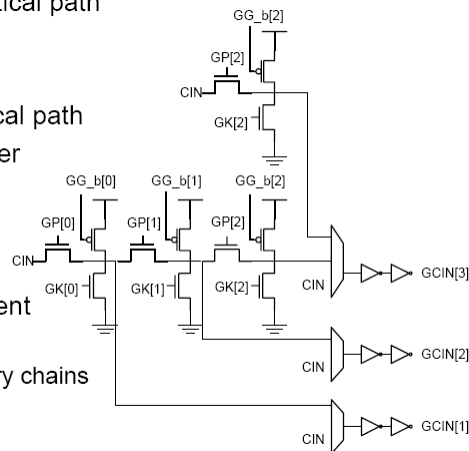 tical path
GG_b[2]
GP[2]
CIN
cal path
GK[2]
er
GG_b[0] GG_b[1] GG_b[2]
GP[0] GP[1] GP[2]
CIN
GK[0] GK[1] GK[2]
CIN
GCIN[3]
ent
GCIN[2]
CIN
ry chains
GCIN[1]
CIN